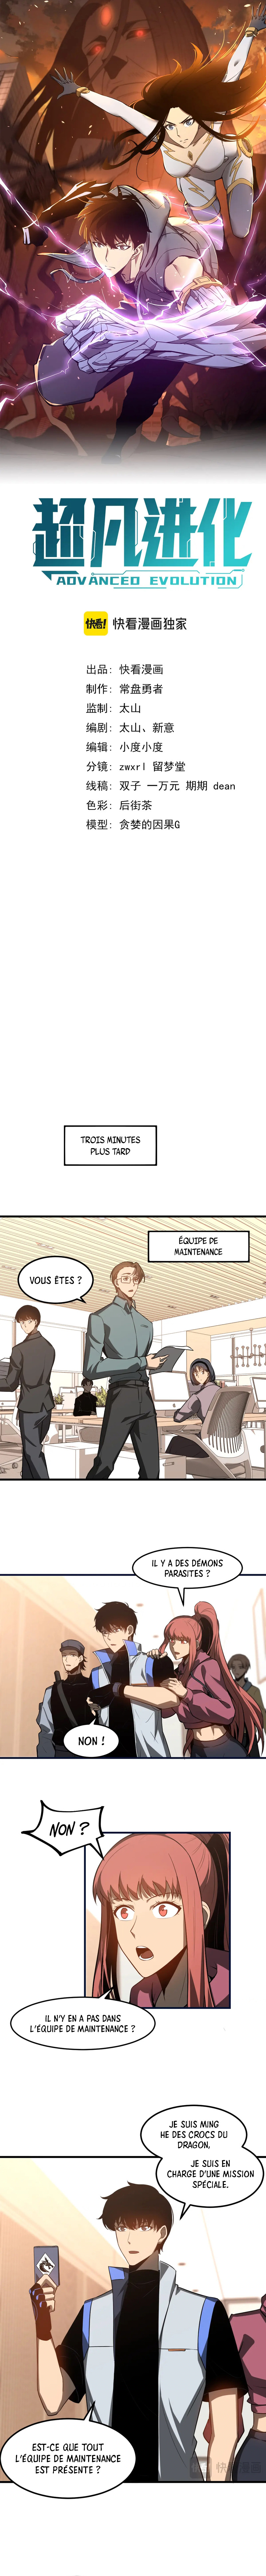 超凡进化
ADVANCED EVOLUTION
快看! 快看漫画独家
出品: 快看漫画
制作: 常盘勇者
监制: 太山
编剧: 太山、新意
编辑: 小度小度
分镜: zwxrl 留梦堂
线稿: 双子 一万元 期期 dean
色彩: 后街茶
模型: 贪婪的因果G
TROIS MINUTES
PLUS TARD
ÉQUIPE DE
MAINTENANCE
VOUS ÊTES ?
IL Y A DES DÉMONS
PARASITES ?
NON !
NON ?
IL N'Y EN A PAS DANS
L'ÉQUIPE DE MAINTENANCE ?
JE SUIS MING
HE DES CROCS DU
DRAGON,
JE SUIS EN
CHARGE D'UNE MISSION
SPÉCIALE.
EST-CE QUE TOUT
L'ÉQUIPE DE MAINTENANCE
EST PRÉSENTE ?
快看漫画